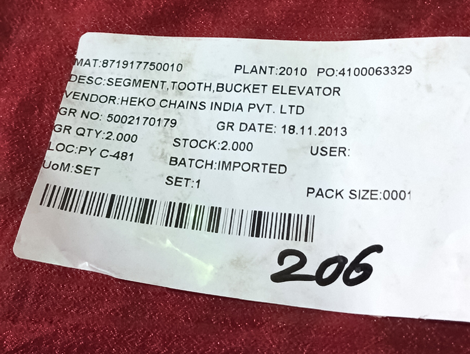 MAT:871917750010 PLANT:2010 PO:4100063329
DESC:SEGMENT,TOOTH,BUCKET ELEVATOR
VENDOR:HEKO CHAINS INDIA PVT. LTD
GR NO: 5002170179 GR DATE: 18.11.2013
GR QTY:2.000 STOCK:2.000 USER:
LOC:PY C-481 BATCH:IMPORTED
UoM:SET SET:1 PACK SIZE:0001
206